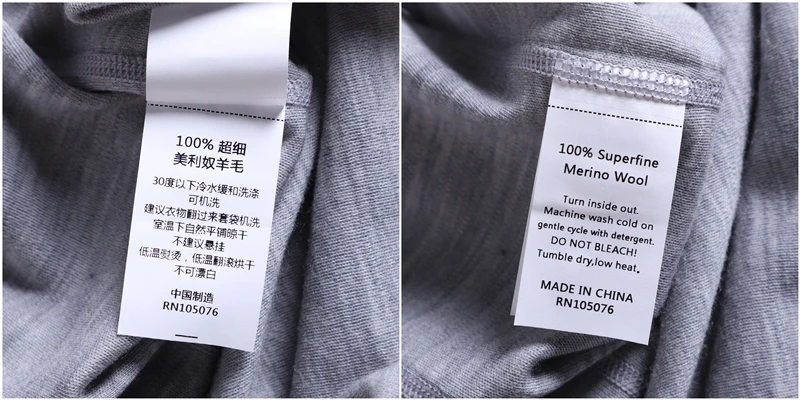 100% 超细
美利奴羊毛
30度以下冷水缓和洗涤
可机洗
建议衣物翻过来套袋机洗
室温下自然平铺晾干
不建议悬挂
低温熨烫，低温翻滚烘干
不可漂白
中国制造
RN105076
100% Superfine
Merino Wool
Turn inside out.
Machine wash cold on
gentle cycle with detergent.
DO NOT BLEACH!
Tumble dry,low heat.
MADE IN CHINA
RN105076